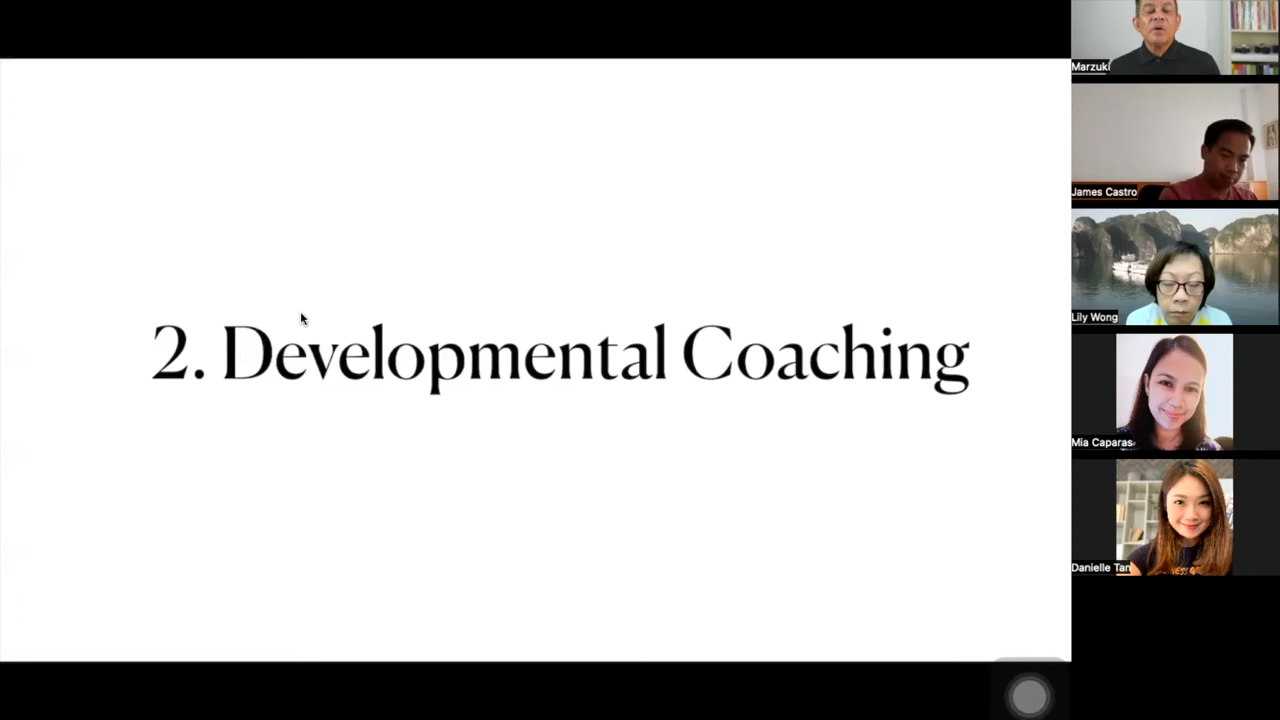 2. Developmental Coaching
Marzuki
James Castro
Lily Wong
Mia Caparas
Danielle Tan